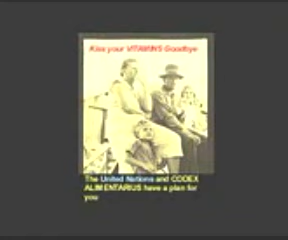 Kiss your VITAMINS Goodbye
The United Nations and CODEX
ALIMENTARIUS have a plan for
you